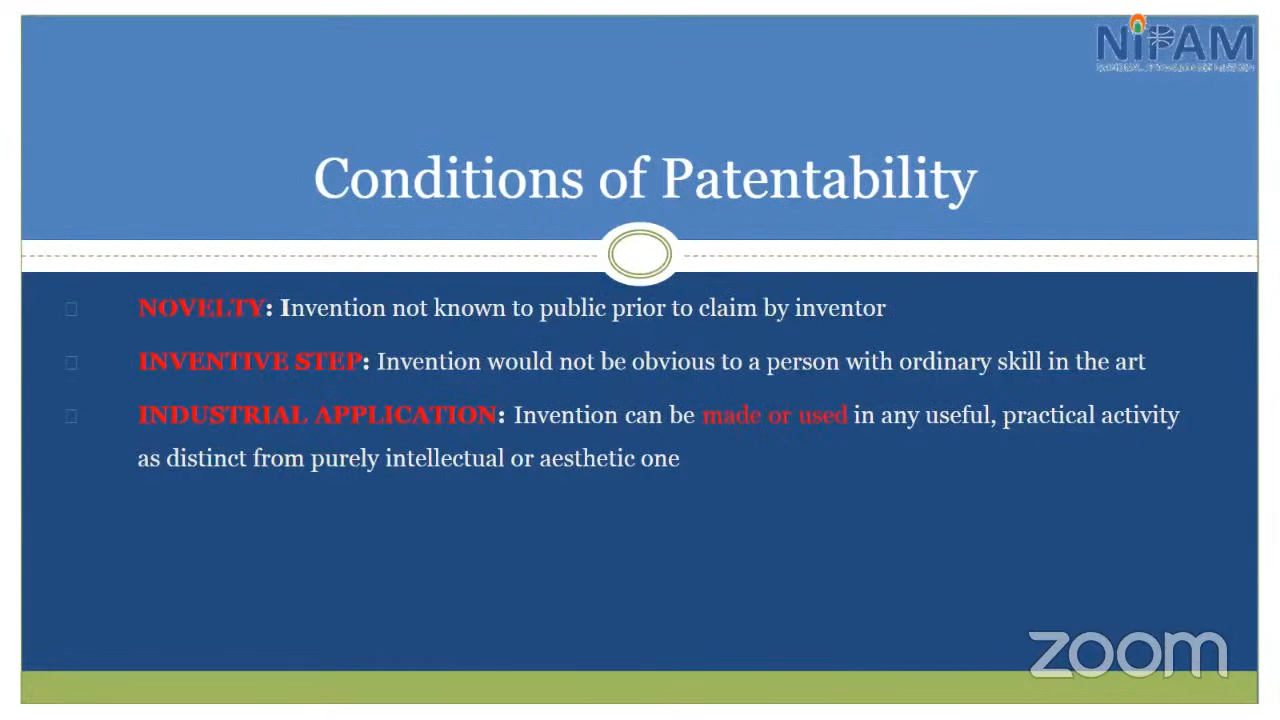 NiPAM
Conditions of Patentability
NOVELTY: Invention not known to public prior to claim by inventor
INVENTIVE STEP: Invention would not be obvious to a person with ordinary skill in the art
INDUSTRIAL APPLICATION: Invention can be made or used in any useful, practical activity
as distinct from purely intellectual or aesthetic one
zoom